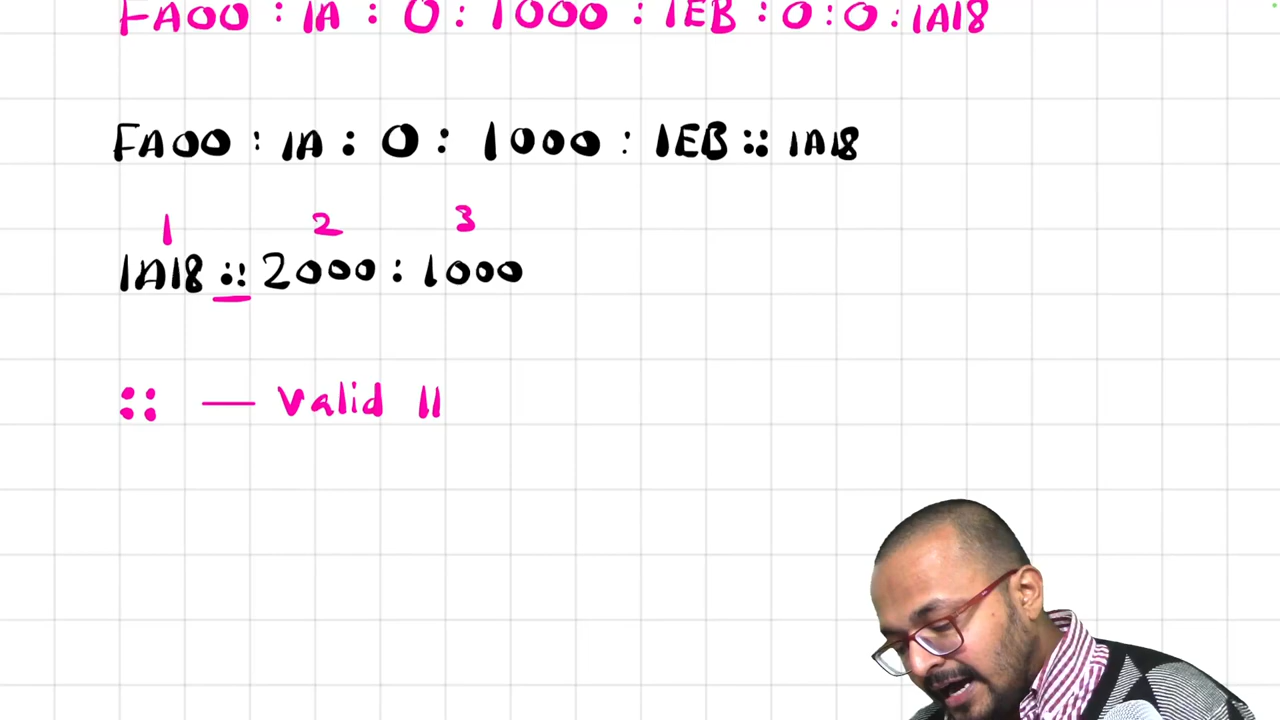 FA00 : 1A : 0 : 1000 : 1EB : 0 : 0 : 1A18
FA00 : 1A : 0 : 1000 : 1EB :: 1A18
1 2 3
1A18 :: 2000 : 1000
:: — Valid !!